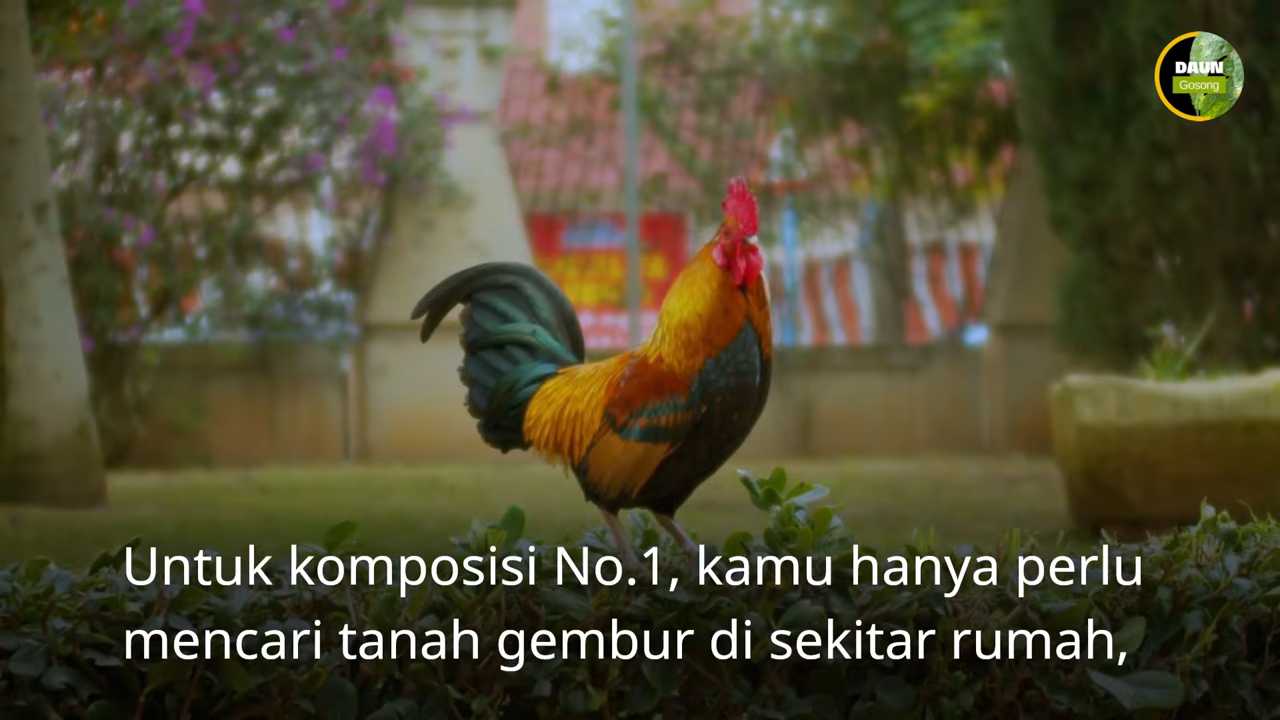 DAUN
Gosong
Untuk komposisi No.1, kamu hanya perlu
mencari tanah gembur di sekitar rumah,